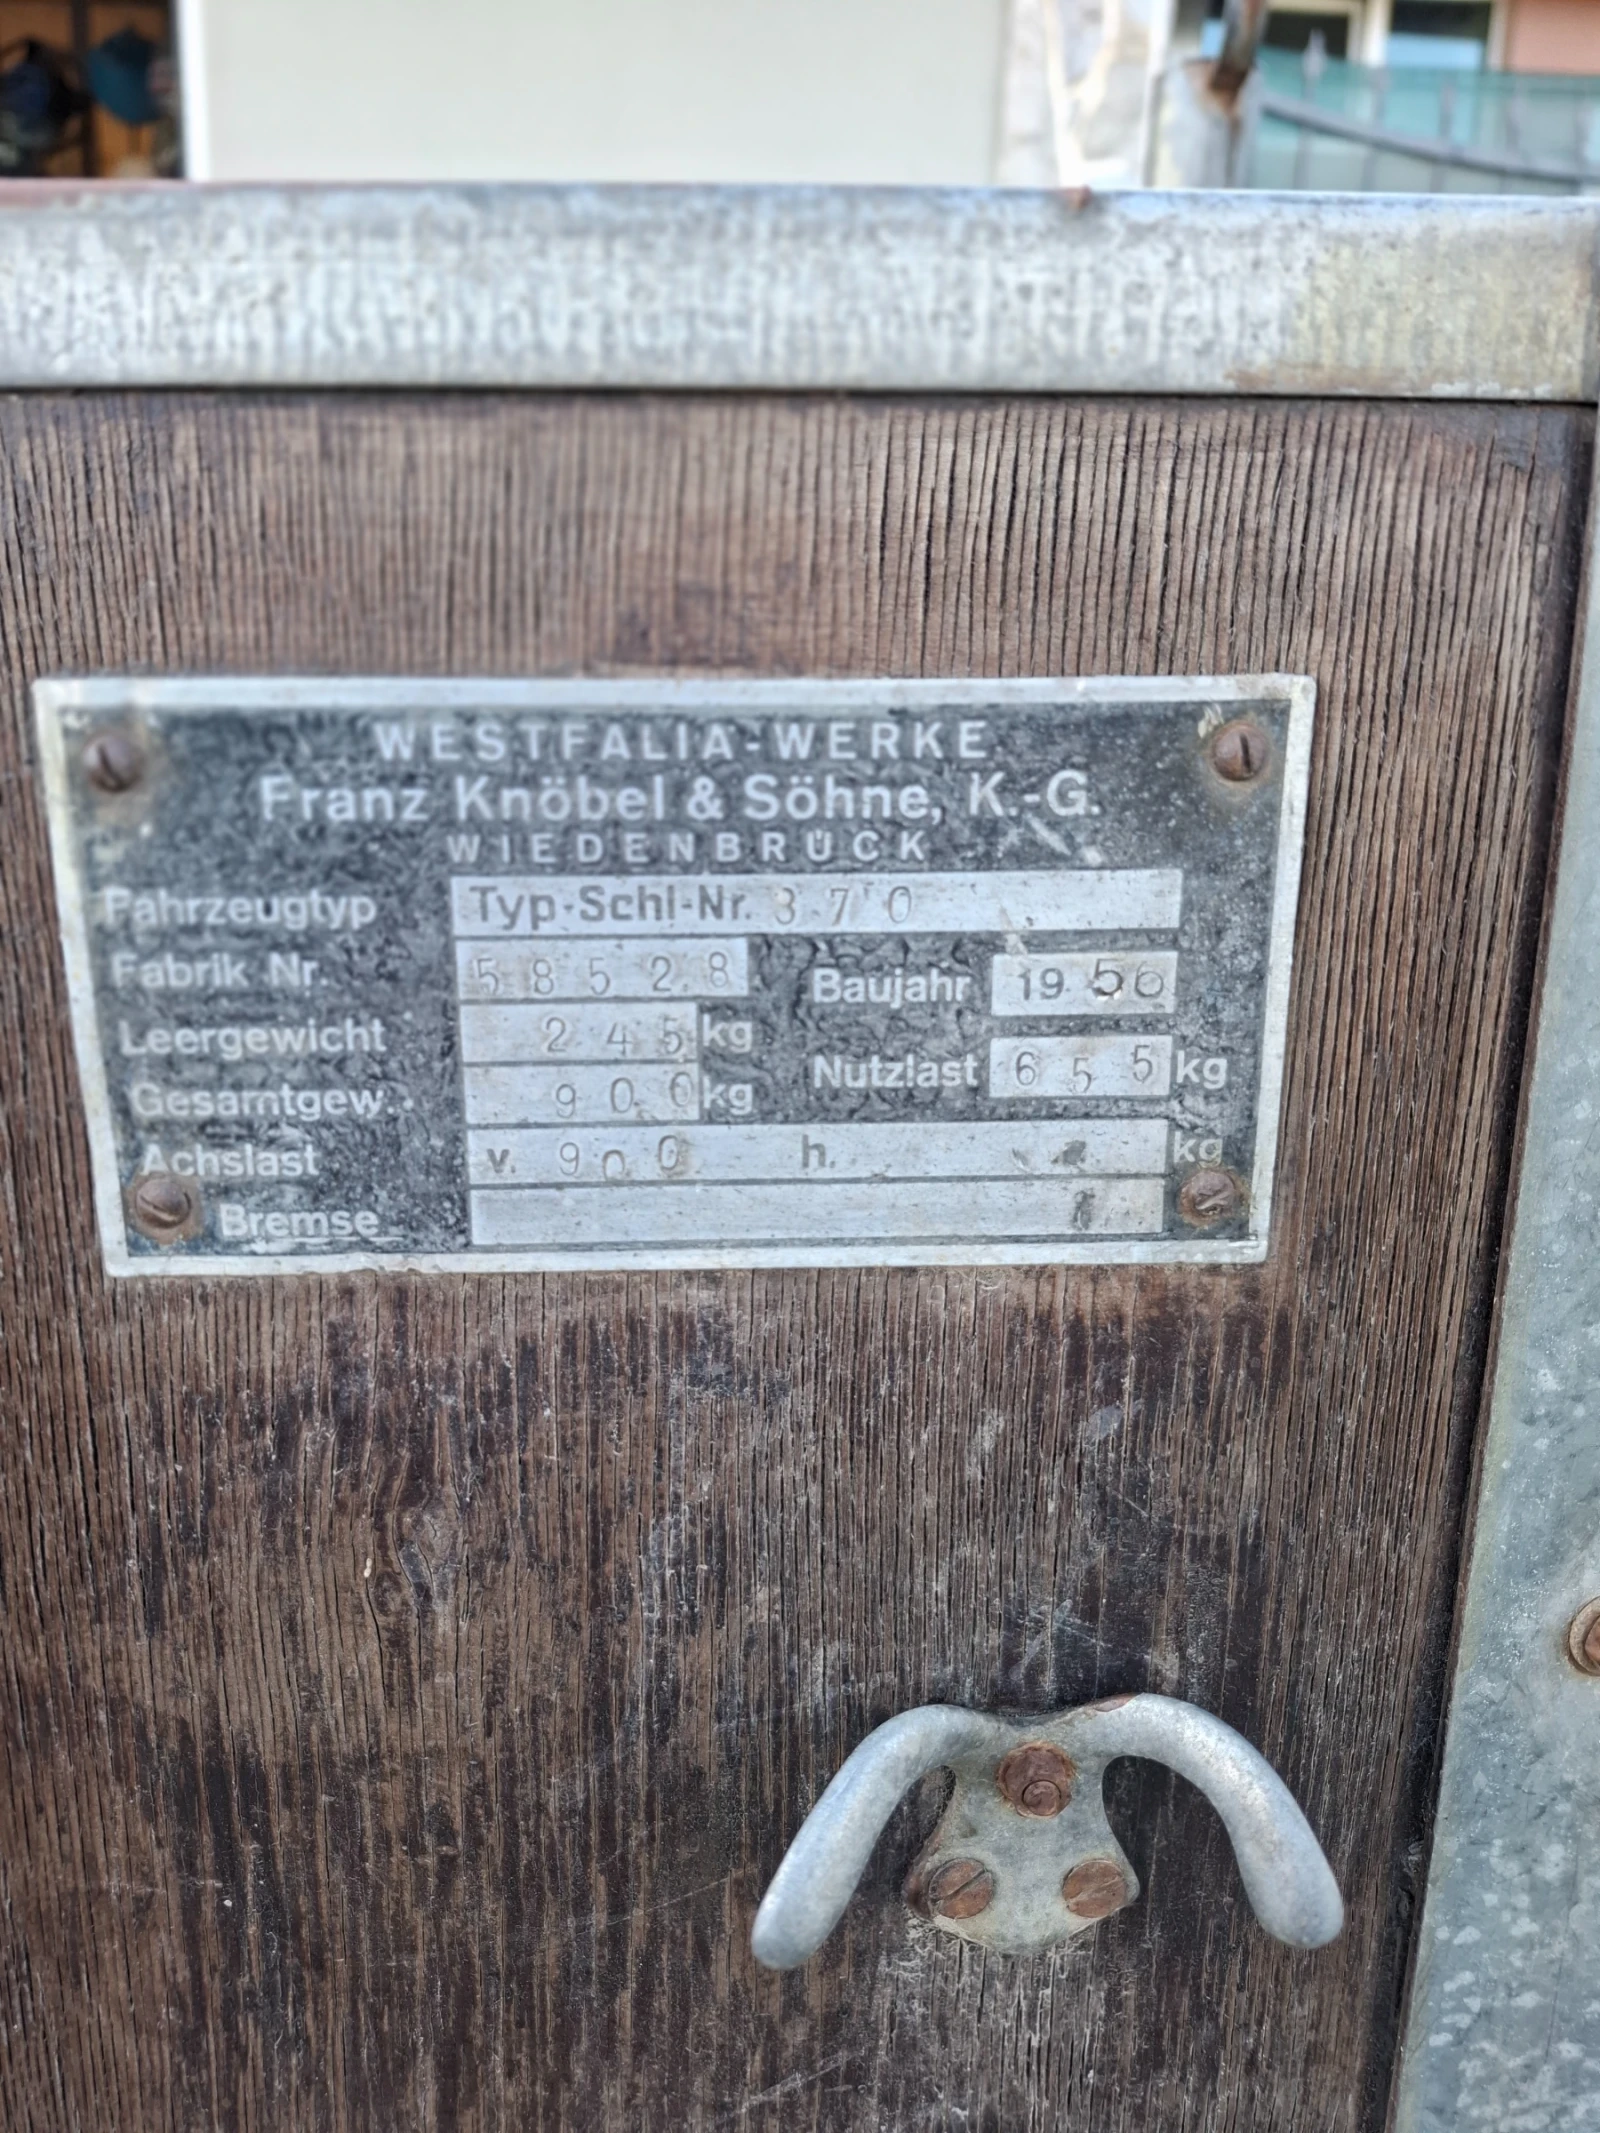 WESTFALIA-WERKE
Franz Knöbel & Söhne, K.-G.
WIEDENBRÜCK
Fahrzeugtyp Typ-Schl-Nr. 370
Fabrik Nr. 58528 Baujahr 1956
Leergewicht 245 kg
Nutzlast 655 kg
Gesamtgew. 900 kg
Achslast v. 900 h. kg
Bremse